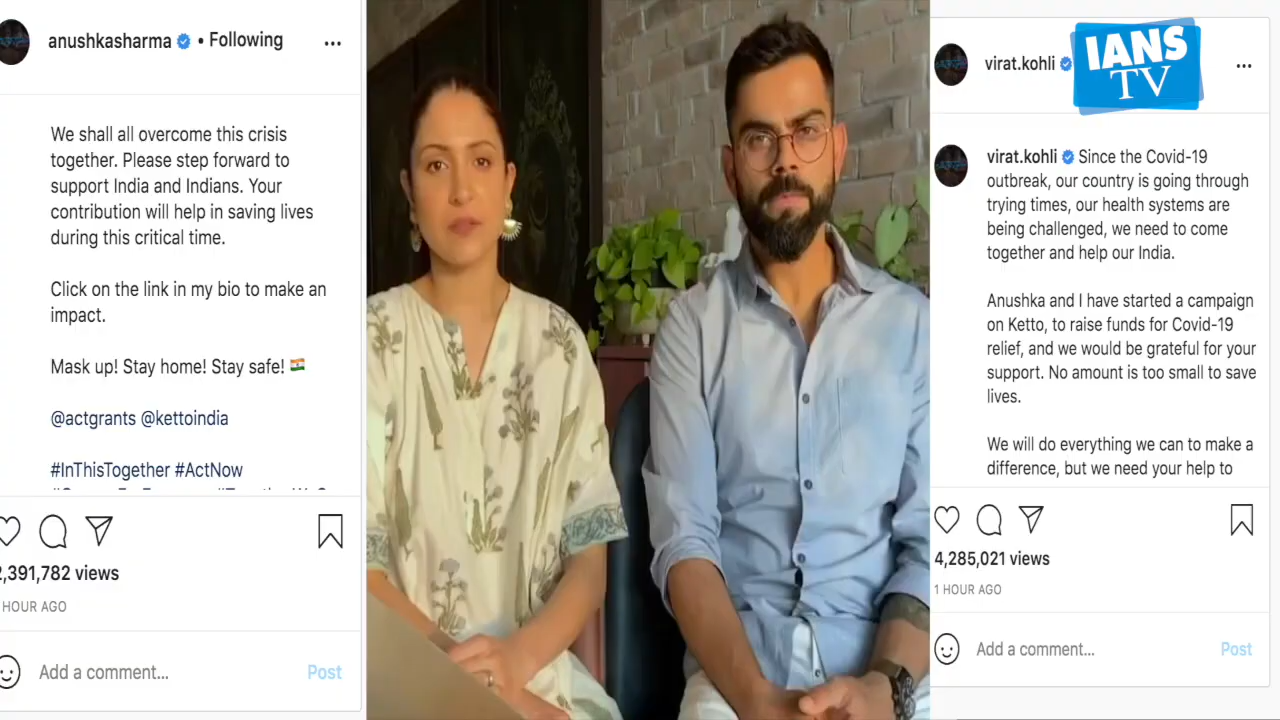 anushkasharma • Following
...
We shall all overcome this crisis
together. Please step forward to
support India and Indians. Your
contribution will help in saving lives
during this critical time.
Click on the link in my bio to make an
impact.
Mask up! Stay home! Stay safe! 🇮🇳
@actgrants @kettoindia
#InThisTogether #ActNow
2,391,782 views
HOUR AGO
Add a comment... Post
IANS
TV
virat.kohli
...
virat.kohli Since the Covid-19
outbreak, our country is going through
trying times, our health systems are
being challenged, we need to come
together and help our India.
Anushka and I have started a campaign
on Ketto, to raise funds for Covid-19
relief, and we would be grateful for your
support. No amount is too small to save
lives.
We will do everything we can to make a
difference, but we need your help to
4,285,021 views
1 HOUR AGO
Add a comment... Post